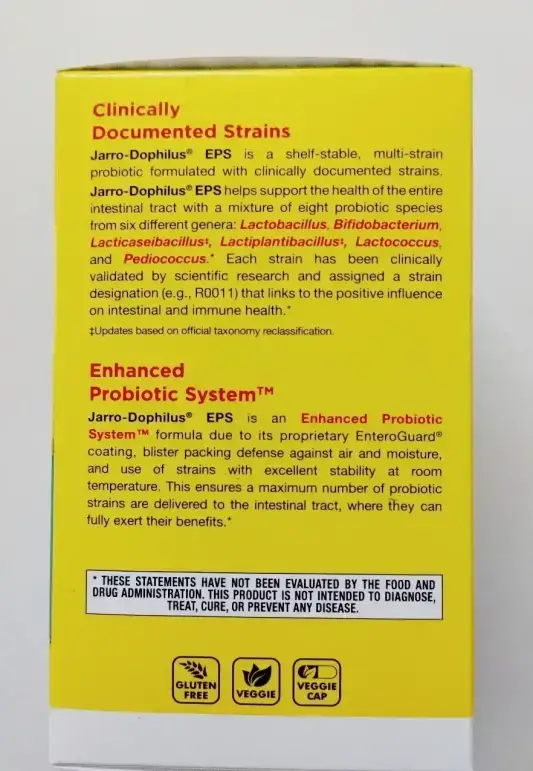 Clinically
Documented Strains
Jarro-Dophilus® EPS is a shelf-stable, multi-strain
probiotic formulated with clinically documented strains.
Jarro-Dophilus® EPS helps support the health of the entire
intestinal tract with a mixture of eight probiotic species
from six different genera: Lactobacillus, Bifidobacterium,
Lacticaseibacillus‡, Lactiplantibacillus‡, Lactococcus,
and Pediococcus.* Each strain has been clinically
validated by scientific research and assigned a strain
designation (e.g., R0011) that links to the positive influence
on intestinal and immune health.*
‡Updates based on official taxonomy reclassification.
Enhanced
Probiotic System™
Jarro-Dophilus® EPS is an Enhanced Probiotic
System™ formula due to its proprietary EnteroGuard®
coating, blister packing defense against air and moisture,
and use of strains with excellent stability at room
temperature. This ensures a maximum number of probiotic
strains are delivered to the intestinal tract, where they can
fully exert their benefits.*
* THESE STATEMENTS HAVE NOT BEEN EVALUATED BY THE FOOD AND
DRUG ADMINISTRATION. THIS PRODUCT IS NOT INTENDED TO DIAGNOSE,
TREAT, CURE, OR PREVENT ANY DISEASE.
GLUTEN
FREE
VEGGIE
VEGGIE
CAP